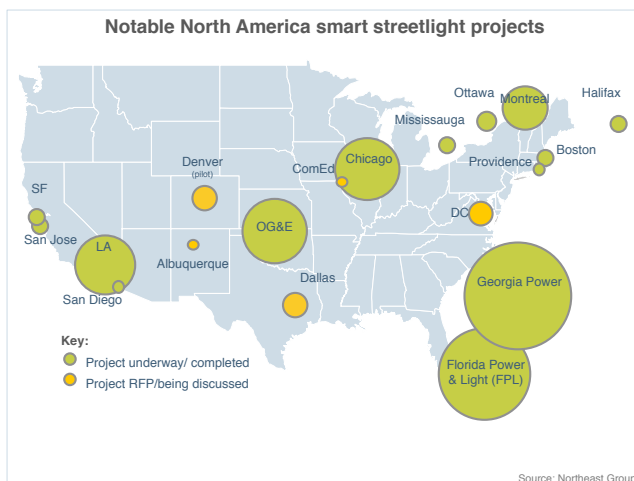 Notable North America smart streetlight projects
Ottawa
Montreal
Halifax
Mississauga
Denver
(pilot)
ComEd
Chicago
Providence
Boston
SF
San Jose
LA
OG&E
DC
Albuquerque
San Diego
Dallas
Georgia Power
Key:
Project underway/ completed
Project RFP/being discussed
Florida Power
& Light (FPL)
Source: Northeast Group